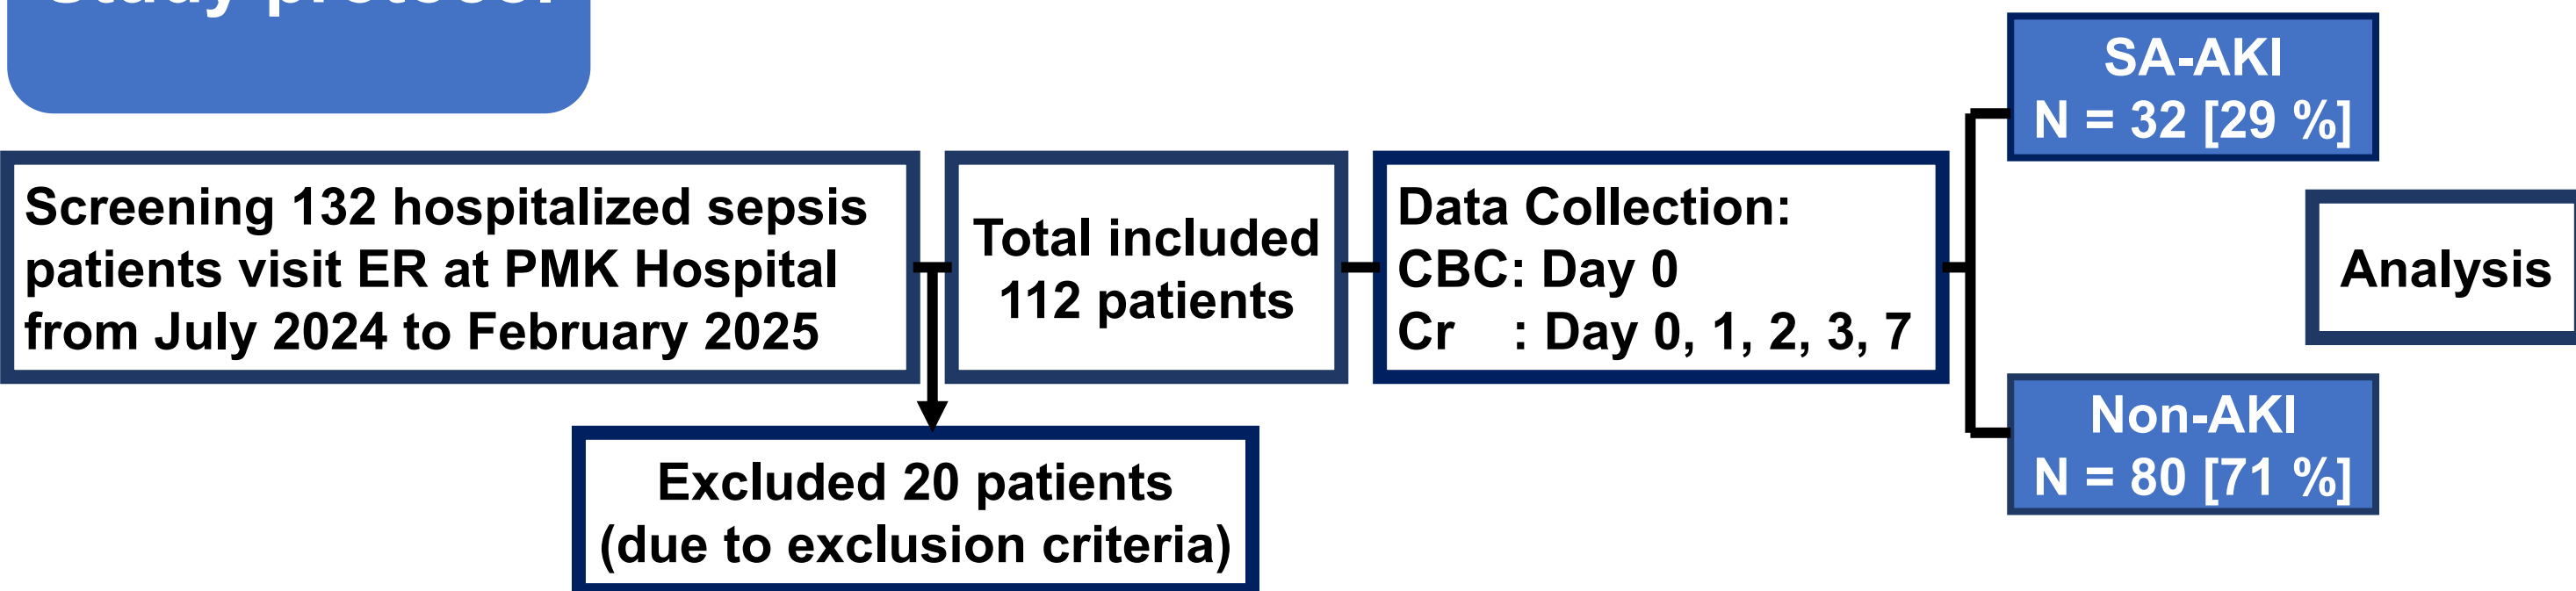 Study protocol
Screening 132 hospitalized sepsis
patients visit ER at PMK Hospital
from July 2024 to February 2025
Total included
112 patients
Excluded 20 patients
(due to exclusion criteria)
Data Collection:
CBC: Day 0
Cr : Day 0, 1, 2, 3, 7
SA-AKI
N = 32 [29 %]
Non-AKI
N = 80 [71 %]
Analysis